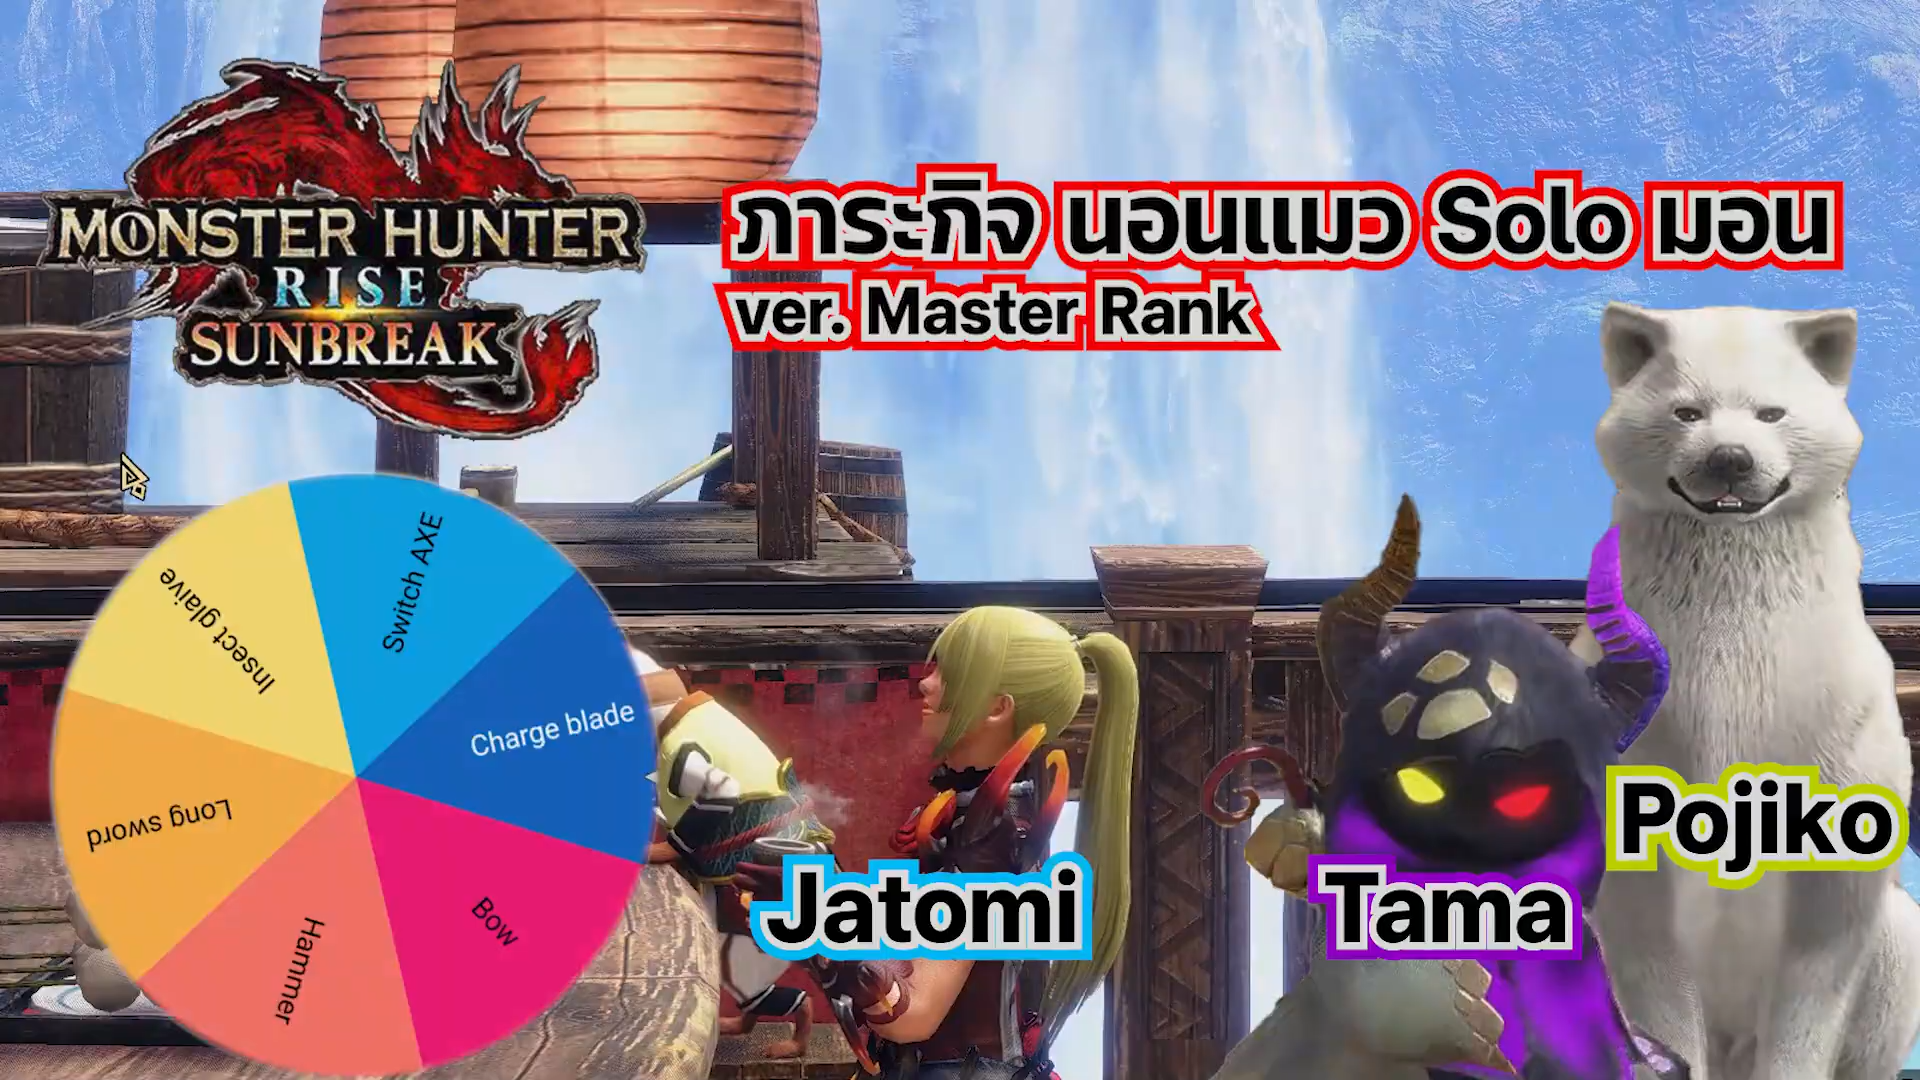 MONSTER HUNTER
RISE
SUNBREAK
TM
ภาระกิจ นอนแมว Solo มอน
ver. Master Rank
Switch AXE
Insect glaive
Charge blade
Long sword
Bow
Hammer
Jatomi
Tama
Pojiko